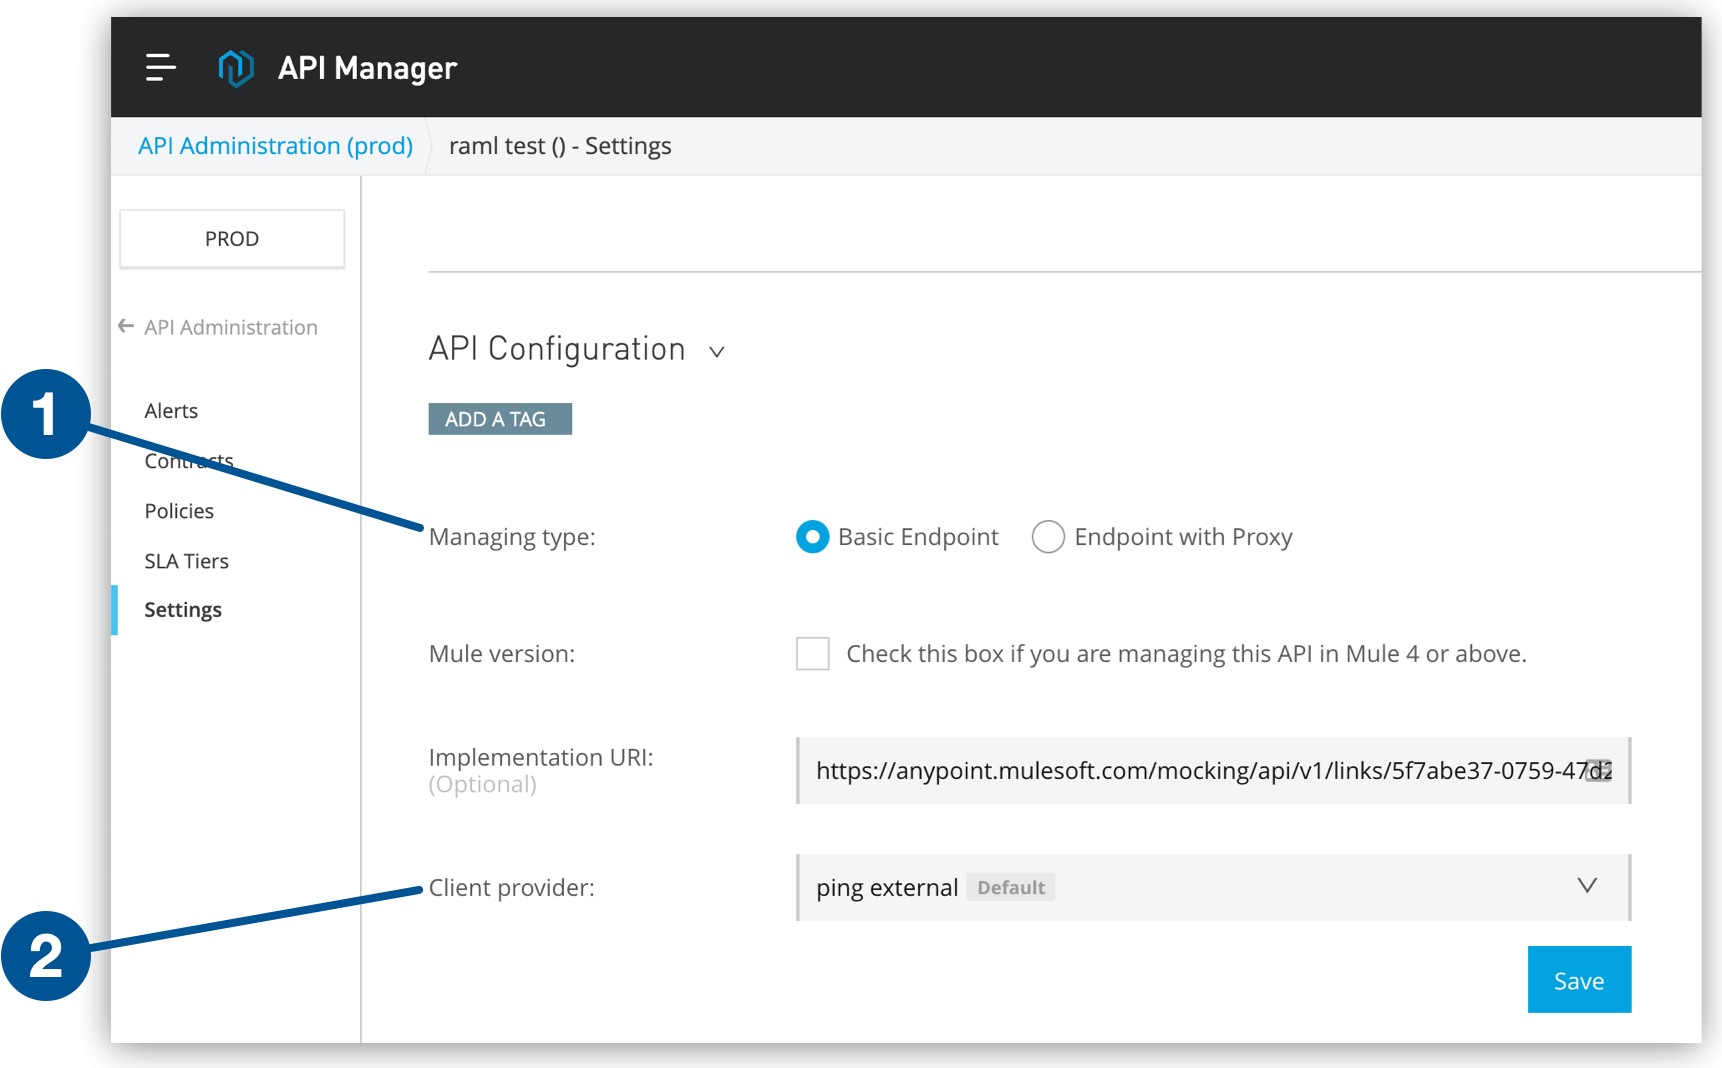 API Manager
API Administration (prod)
raml test () - Settings
PROD
API Administration
API Configuration
ADD A TAG
1
Alerts
Contracts
Policies
SLA Tiers
Settings
Managing type:
Basic Endpoint
Endpoint with Proxy
Mule version:
Check this box if you are managing this API in Mule 4 or above.
Implementation URI:
(Optional)
https://anypoint.mulesoft.com/mocking/api/v1/links/5f7abe37-0759-47d2
Client provider:
ping external Default
2
Save